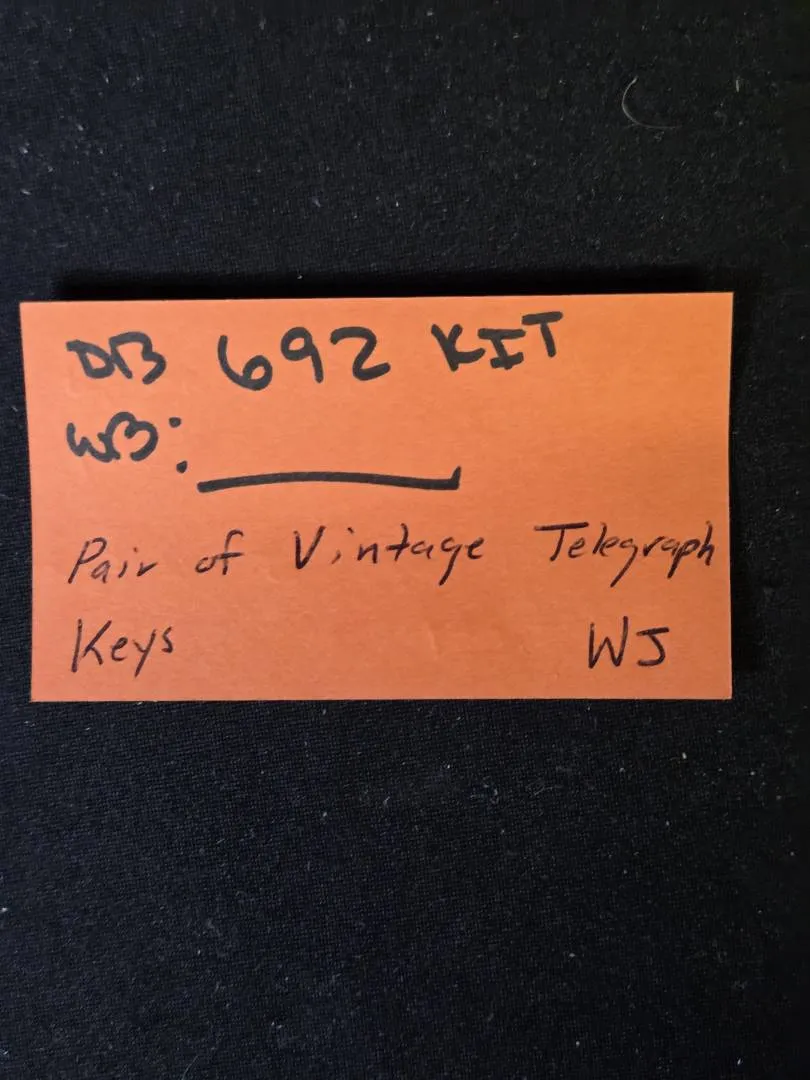 DB 692 KIT
WB:
Pair of Vintage Telegraph
Keys WJ